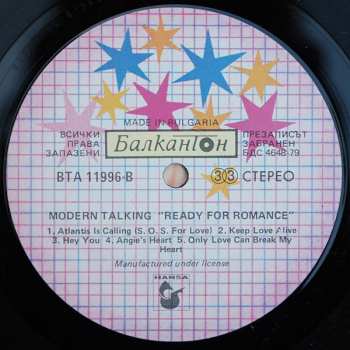 MADE IN BULGARIA
ВСИЧКИ ПРАВА ЗАПАЗЕНИ
Балкантон
ПРЕЗАПИСЪТ ЗАБРАНЕН БДС 4648-79
ВТА 11996-В
33 СТЕРЕО
MODERN TALKING "READY FOR ROMANCE"
1. Atlantis Is Calling (S. O. S. For Love) 2. Keep Love Alive
3. Hey You 4. Angie's Heart 5. Only Love Can Break My
Heart
Manufactured under license
HANSA